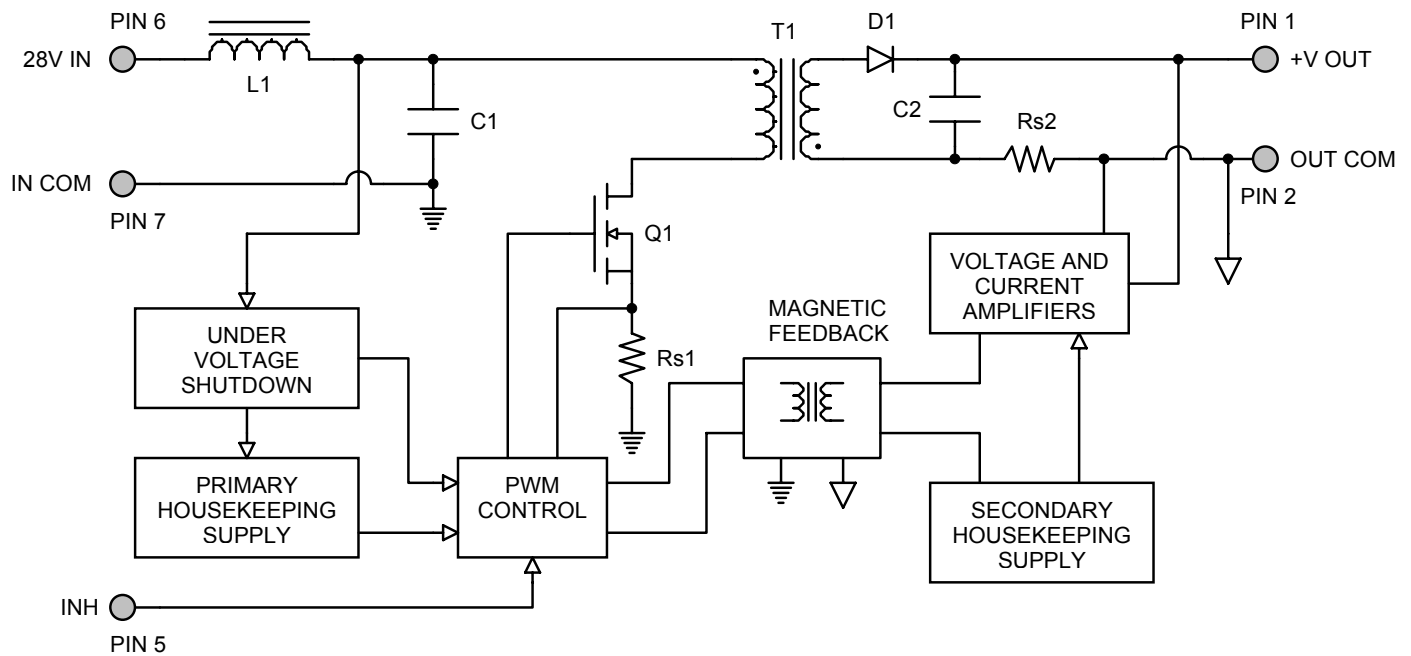 PIN 6
T1
D1
PIN 1
28V IN
+V OUT
L1
C1
C2
Rs2
IN COM
OUT COM
PIN 7
PIN 2
Q1
VOLTAGE AND
CURRENT
AMPLIFIERS
MAGNETIC
FEEDBACK
UNDER
VOLTAGE
SHUTDOWN
Rs1
PRIMARY
HOUSEKEEPING
SUPPLY
PWM
CONTROL
SECONDARY
HOUSEKEEPING
SUPPLY
INH
PIN 5